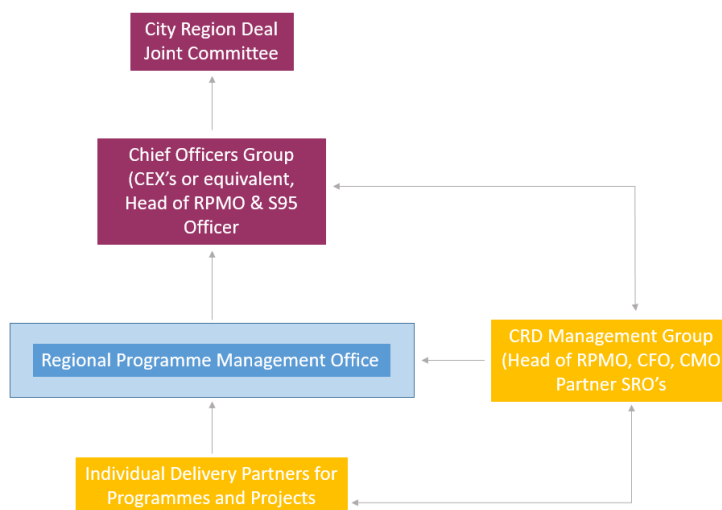 City Region Deal
Joint Committee
Chief Officers Group
(CEX's or equivalent,
Head of RPMO & S95
Officer
Regional Programme Management Office
CRD Management Group
(Head of RPMO, CFO, CMO
Partner SRO's
Individual Delivery Partners for
Programmes and Projects